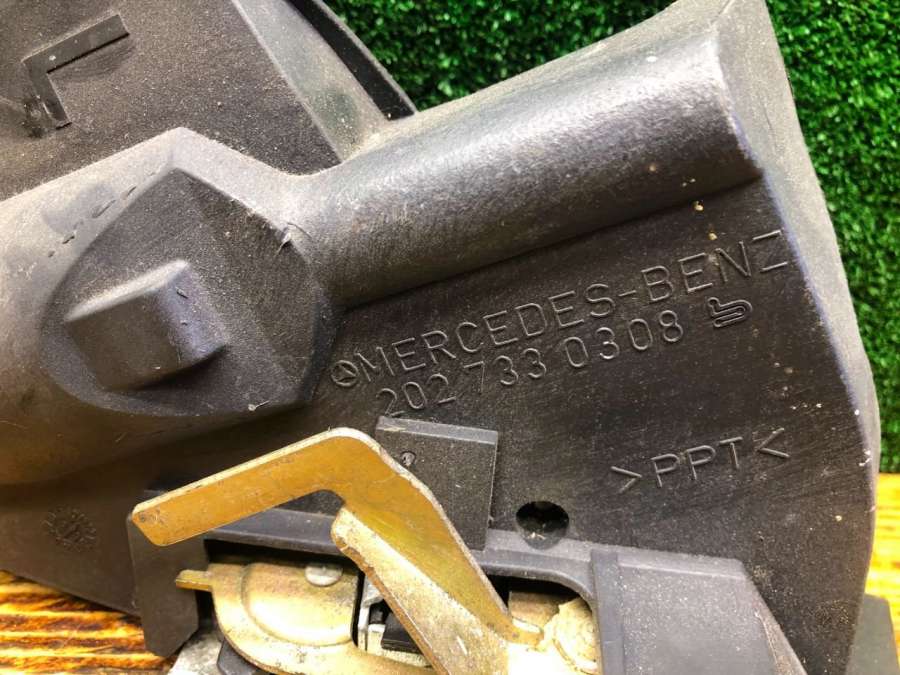 MERCEDES-BENZ
202 733 0308
>PPT<